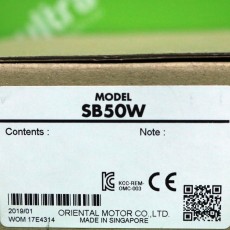 ultra
MODEL
SB50W
Contents :
Note :
KCC-REM-
OMC-003
2019/01
WOM 17E4314
ORIENTAL MOTOR CO.,LTD.
MADE IN SINGAPORE